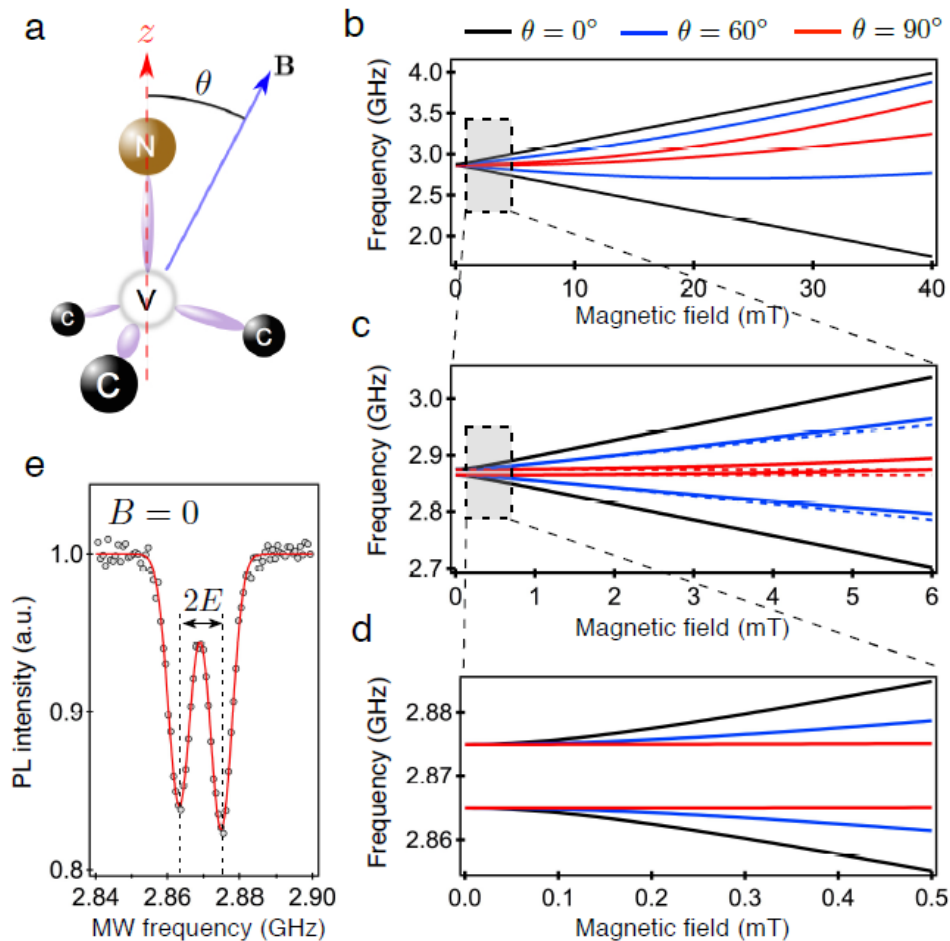 a
z
B
θ
N
V
C
C
C
b
θ = 0° θ = 60° θ = 90°
Frequency (GHz)
4.0
3.5
3.0
2.5
2.0
0 10 20 30 40
Magnetic field (mT)
c
Frequency (GHz)
3.0
2.9
2.8
2.7
0 1 2 3 4 5 6
Magnetic field (mT)
d
Frequency (GHz)
2.88
2.87
2.86
0.0 0.1 0.2 0.3 0.4 0.5
Magnetic field (mT)
e
B = 0
2E
PL intensity (a.u.)
1.0
0.9
0.8
2.84 2.86 2.88 2.90
MW frequency (GHz)